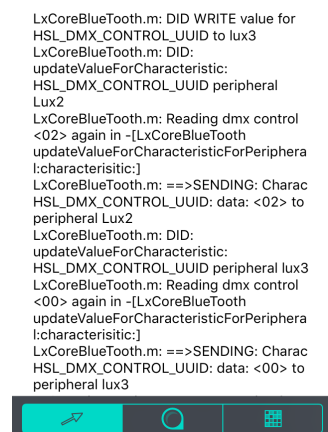 LxCoreBlueTooth.m: DID WRITE value for
HSL_DMX_CONTROL_UUID to lux3
LxCoreBlueTooth.m: DID:
updateValueForCharacteristic:
HSL_DMX_CONTROL_UUID peripheral
Lux2
LxCoreBlueTooth.m: Reading dmx control
<02> again in -[LxCoreBlueTooth
updateValueForCharacteristicForPeriphera
l:characterisitic:]
LxCoreBlueTooth.m: ==>SENDING: Charac
HSL_DMX_CONTROL_UUID: data: <02> to
peripheral Lux2
LxCoreBlueTooth.m: DID:
updateValueForCharacteristic:
HSL_DMX_CONTROL_UUID peripheral lux3
LxCoreBlueTooth.m: Reading dmx control
<00> again in -[LxCoreBlueTooth
updateValueForCharacteristicForPeriphera
l:characterisitic:]
LxCoreBlueTooth.m: ==>SENDING: Charac
HSL_DMX_CONTROL_UUID: data: <00> to
peripheral lux3